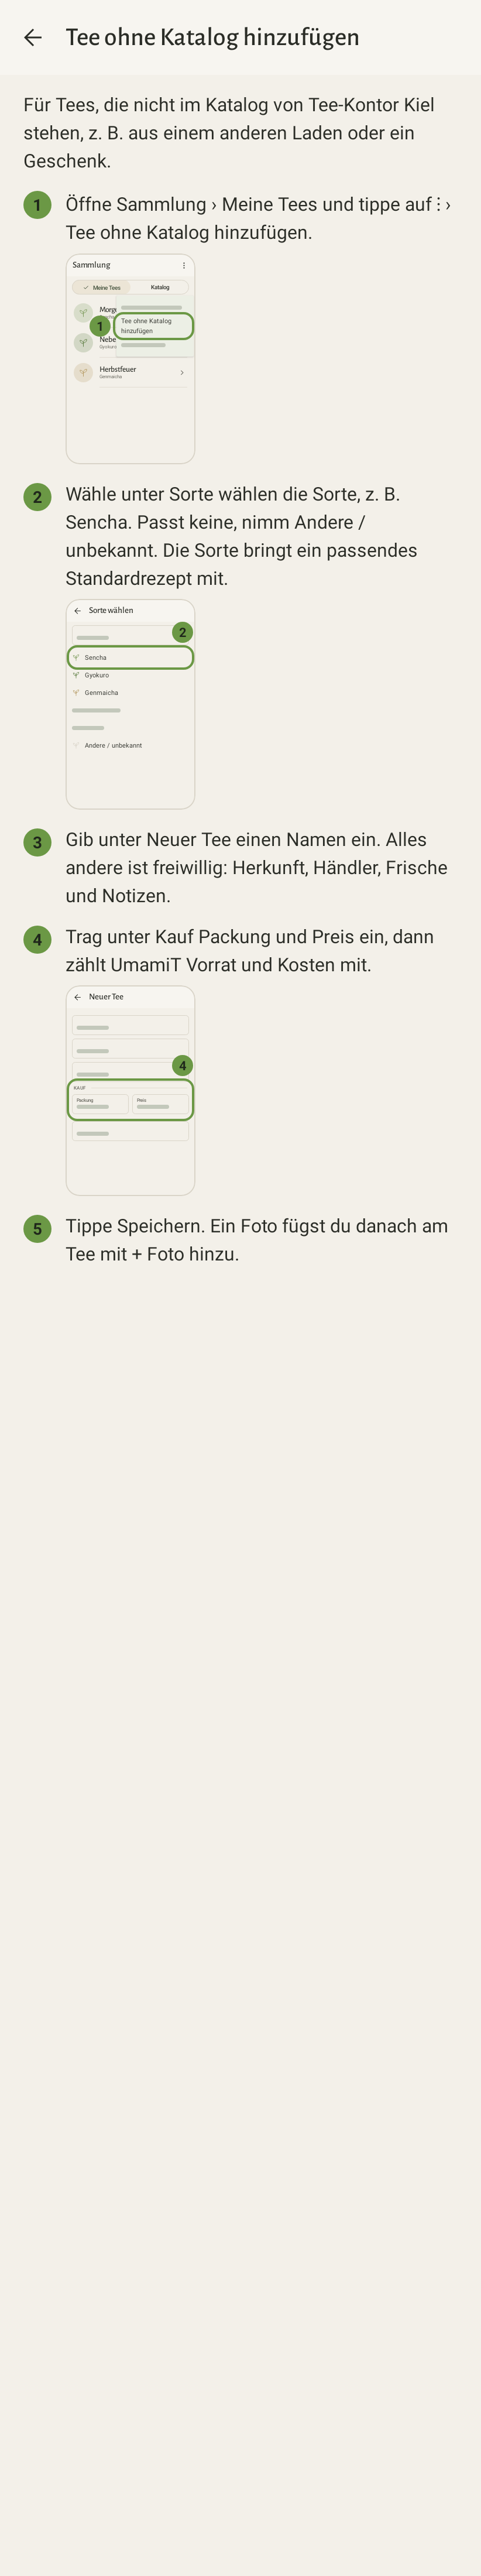 Tee ohne Katalog hinzufügen
Für Tees, die nicht im Katalog von Tee-Kontor Kiel
stehen, z. B. aus einem anderen Laden oder ein
Geschenk.
1 Öffne Sammlung › Meine Tees und tippe auf ⋮ ›
Tee ohne Katalog hinzufügen.
Sammlung
Meine Tees Katalog
Tee ohne Katalog
1 hinzufügen
Gyokuro
Herbstfeuer
Genmaicha
2 Wähle unter Sorte wählen die Sorte, z. B.
Sencha. Passt keine, nimm Andere /
unbekannt. Die Sorte bringt ein passendes
Standardrezept mit.
Sorte wählen
2
Sencha
Gyokuro
Genmaicha
Andere / unbekannt
3 Gib unter Neuer Tee einen Namen ein. Alles
andere ist freiwillig: Herkunft, Händler, Frische
und Notizen.
4 Trag unter Kauf Packung und Preis ein, dann
zählt UmamiT Vorrat und Kosten mit.
Neuer Tee
4
KAUF
Packung Preis
5 Tippe Speichern. Ein Foto fügst du danach am
Tee mit + Foto hinzu.